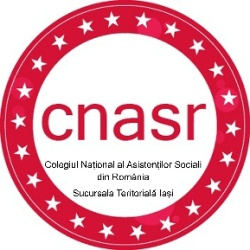 cnasr
Colegiul Național al Asistenților Sociali
din România
Sucursala Teritorială Iași